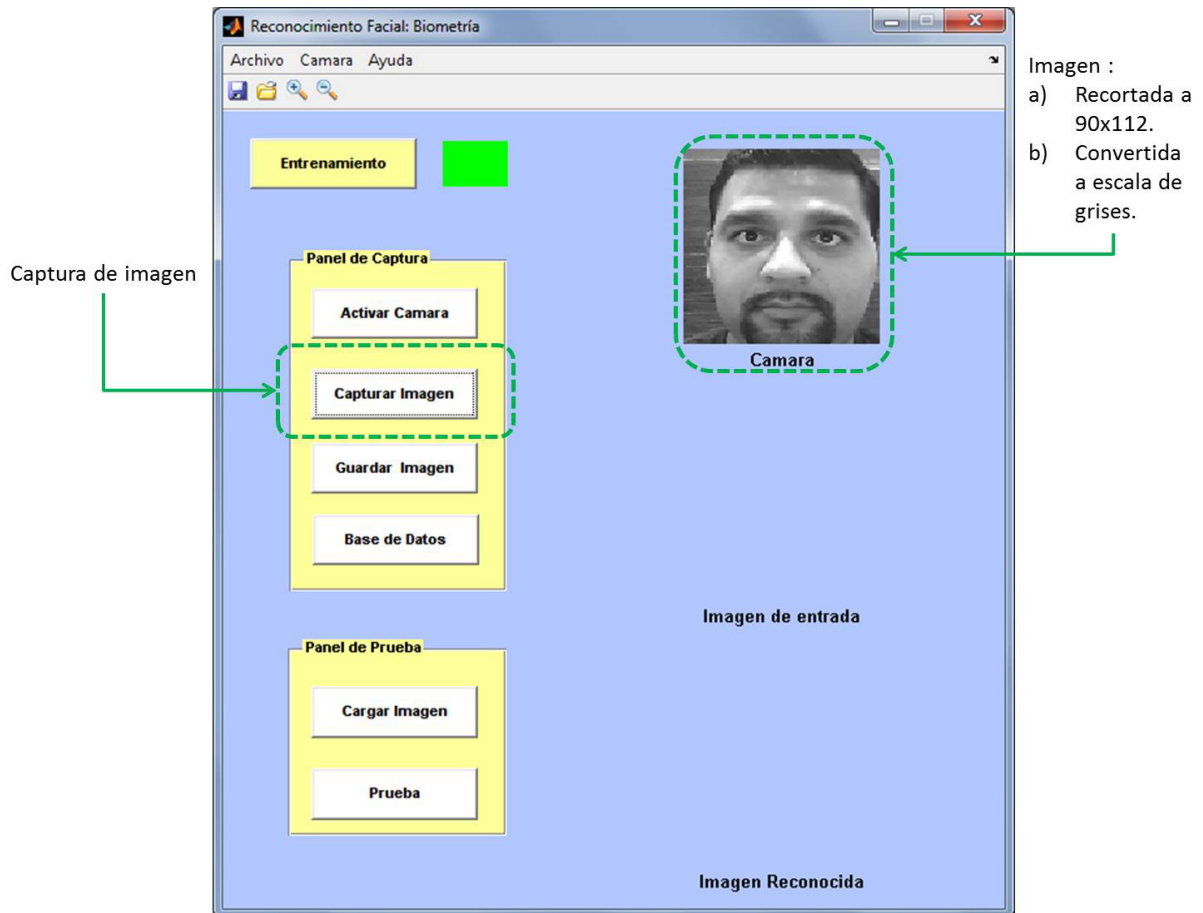 Reconocimiento Facial: Biometría
Archivo Camara Ayuda
Imagen :
a) Recortada a
90x112.
b) Convertida
a escala de
grises.
Entrenamiento
Captura de imagen
Panel de Captura
Activar Camara
Capturar Imagen
Guardar Imagen
Base de Datos
Camara
Imagen de entrada
Panel de Prueba
Cargar Imagen
Prueba
Imagen Reconocida